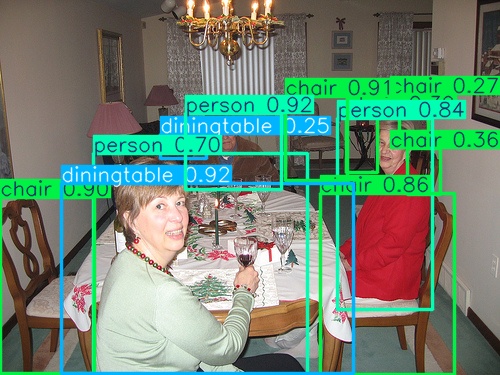 chair 0.91
chair 0.27
person 0.92
person 0.84
diningtable 0.25
chair 0.36
person 0.70
diningtable 0.92
chair 0.90
chair 0.86